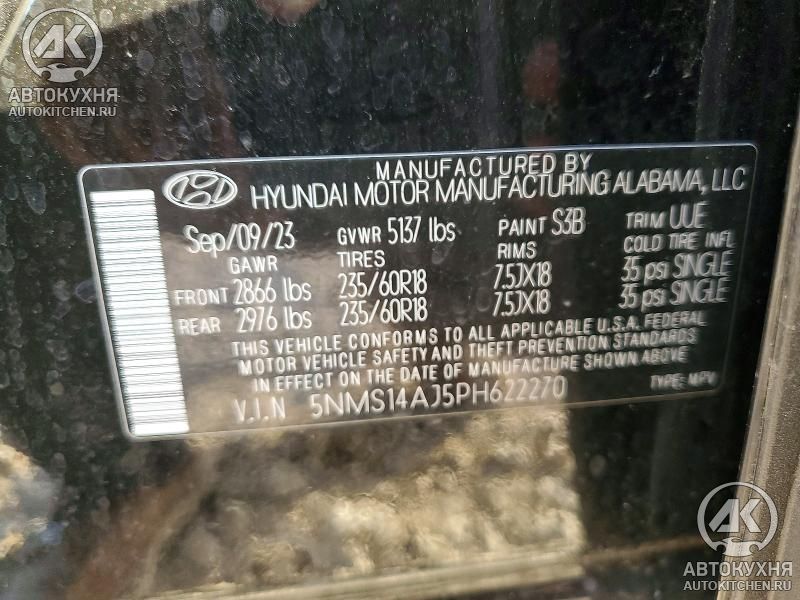 АВТОКУХНЯ
AUTOKITCHEN.RU
MANUFACTURED BY
HYUNDAI MOTOR MANUFACTURING ALABAMA, LLC
Sep/09/23 GVWR 5137 lbs PAINT S3B TRIM UUE
GAWR TIRES RIMS COLD TIRE INFL
FRONT 2866 lbs 235/60R18 7.5JX18 35 psi SINGLE
REAR 2976 lbs 235/60R18 7.5JX18 35 psi SINGLE
THIS VEHICLE CONFORMS TO ALL APPLICABLE U.S.A. FEDERAL
MOTOR VEHICLE SAFETY AND THEFT PREVENTION STANDARDS
IN EFFECT ON THE DATE OF MANUFACTURE SHOWN ABOVE
V.I.N 5NMS14AJ5PH622270 TYPE: MPV
АВТОКУХНЯ
AUTOKITCHEN.RU